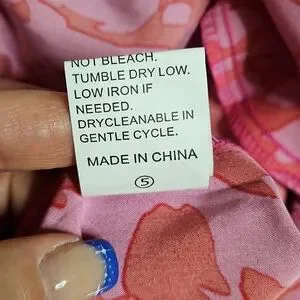 NOT BLEACH.
TUMBLE DRY LOW.
LOW IRON IF
NEEDED.
DRYCLEANABLE IN
GENTLE CYCLE.
MADE IN CHINA
5